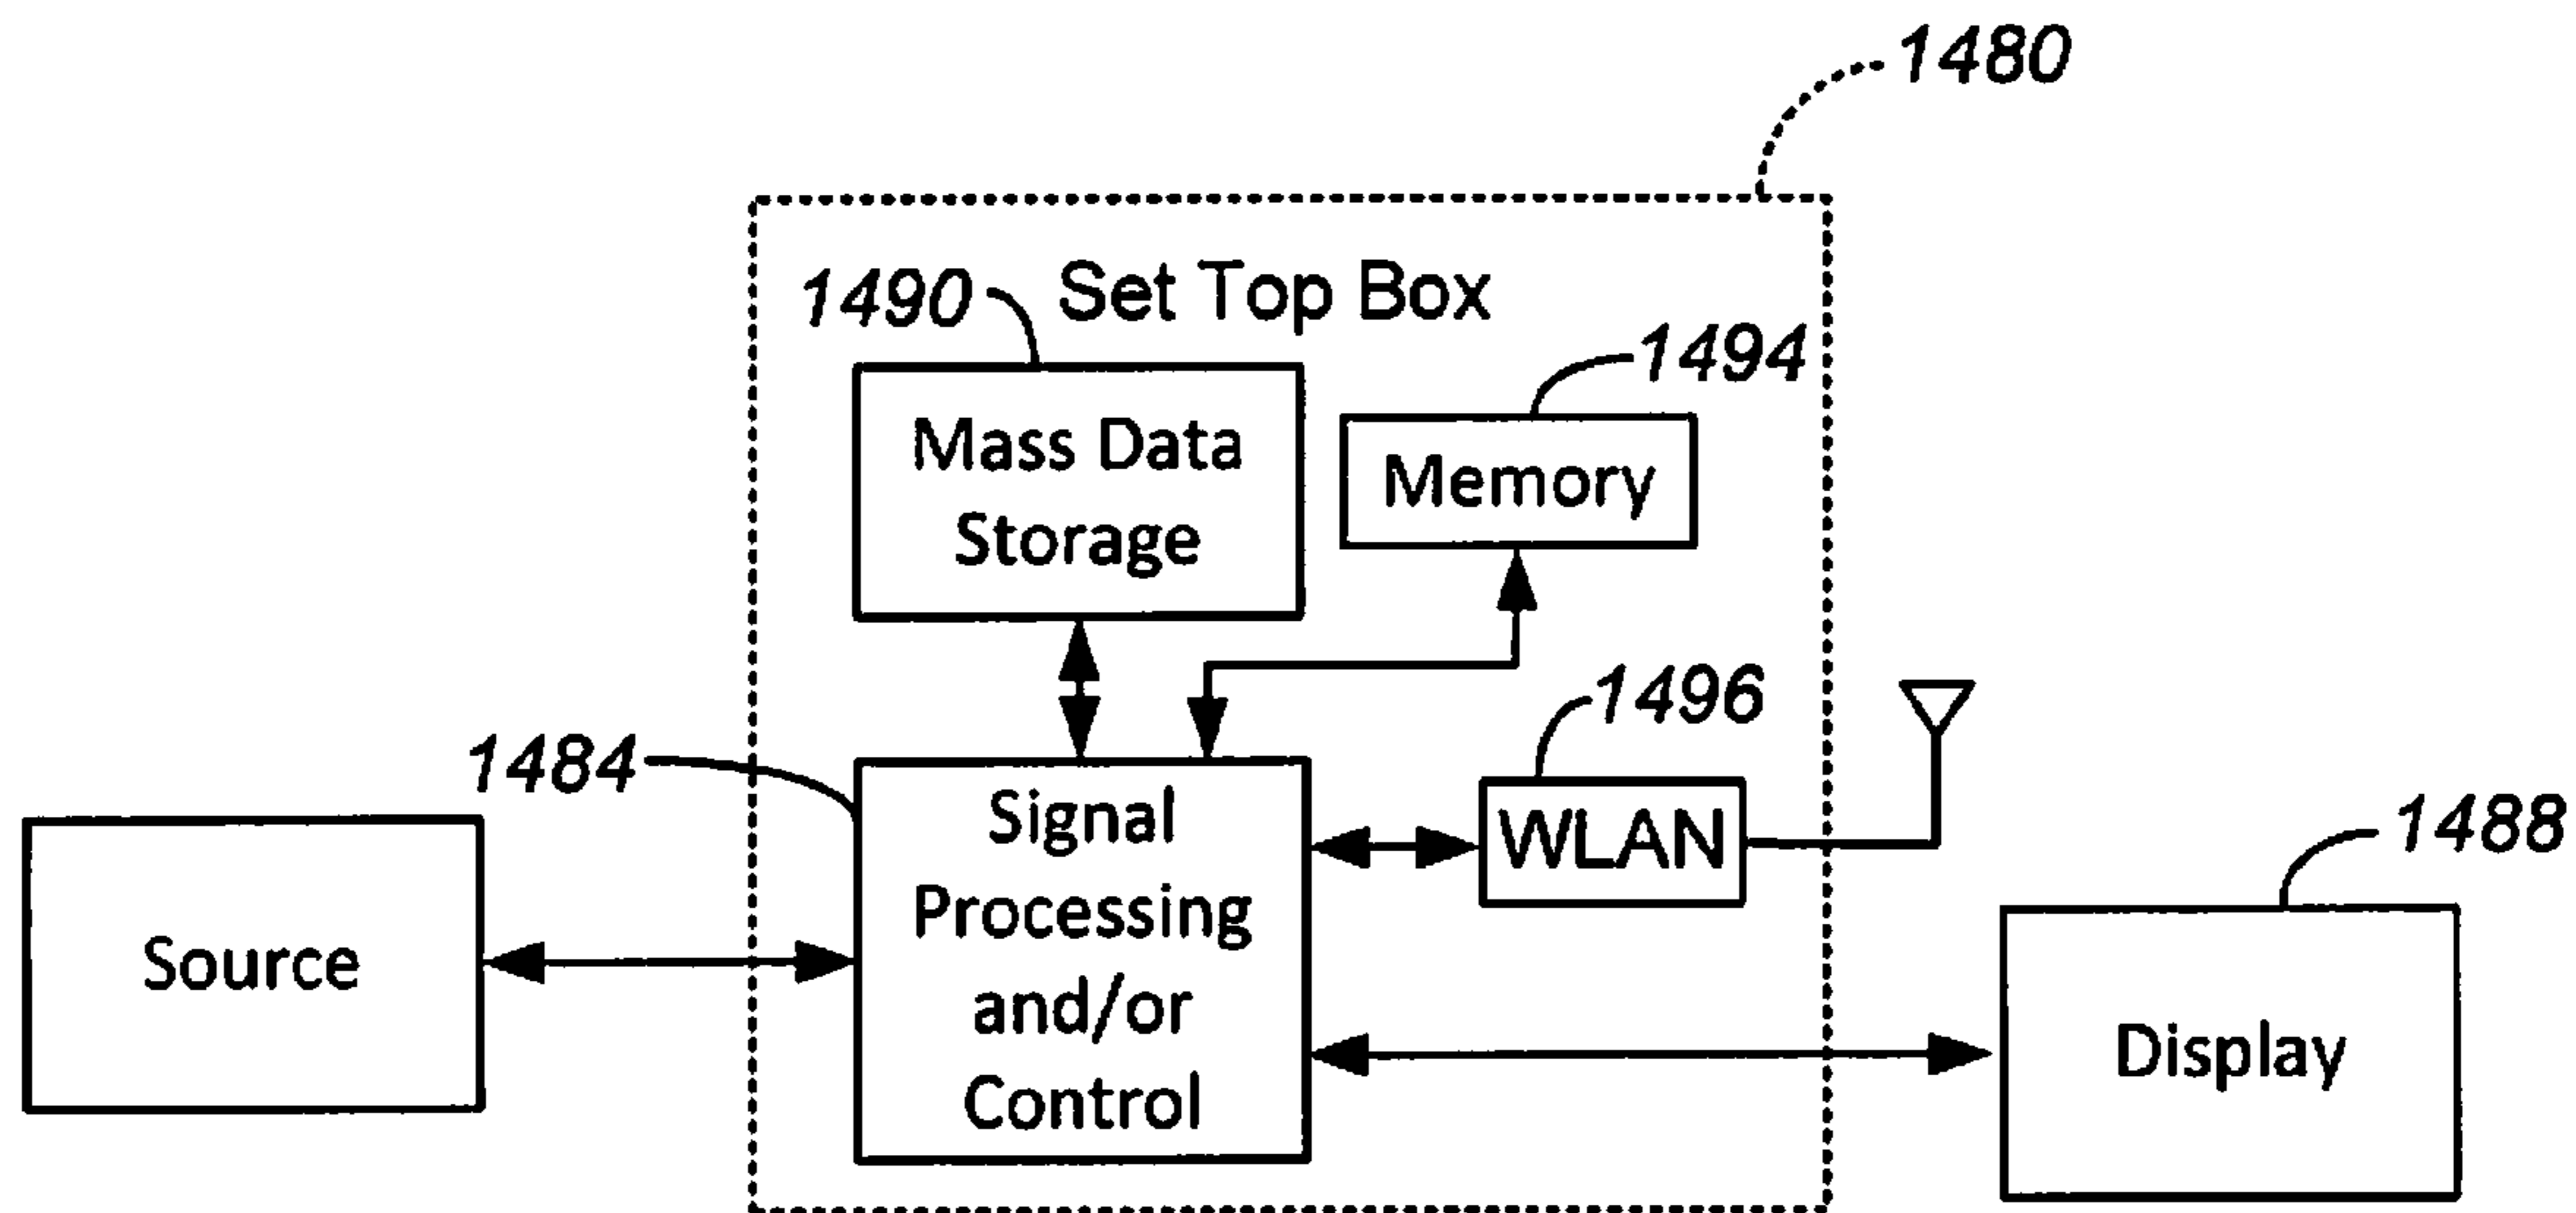 1480
Set Top Box
1490
1494
Mass Data
Storage
Memory
1496
1484
Signal
Processing
and/or
Control
WLAN
1488
Source
Display